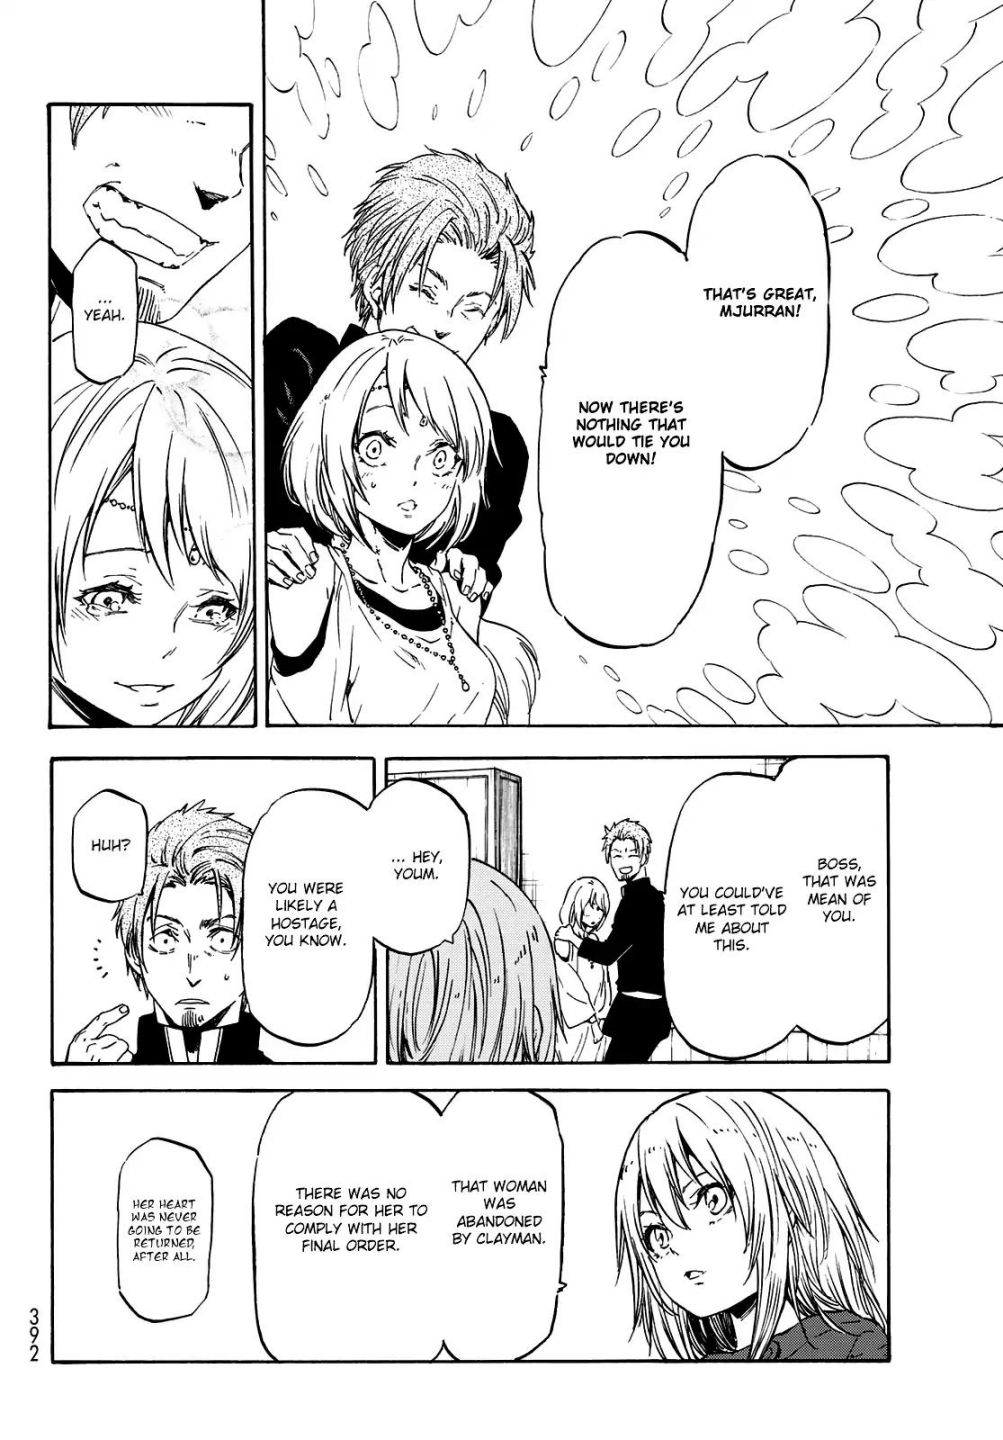 THAT'S GREAT,
MJURRAN!
NOW THERE'S
NOTHING THAT
WOULD TIE YOU
DOWN!
...
YEAH.
BOSS,
THAT WAS
MEAN OF
YOU.
YOU COULD'VE
AT LEAST TOLD
ME ABOUT
THIS.
... HEY,
YOUM.
YOU WERE
LIKELY A
HOSTAGE,
YOU KNOW.
HUH?
THAT WOMAN
WAS
ABANDONED
BY CLAYMAN.
THERE WAS NO
REASON FOR HER TO
COMPLY WITH HER
FINAL ORDER.
HER HEART
WAS NEVER
GOING TO BE
RETURNED,
AFTER ALL.
392